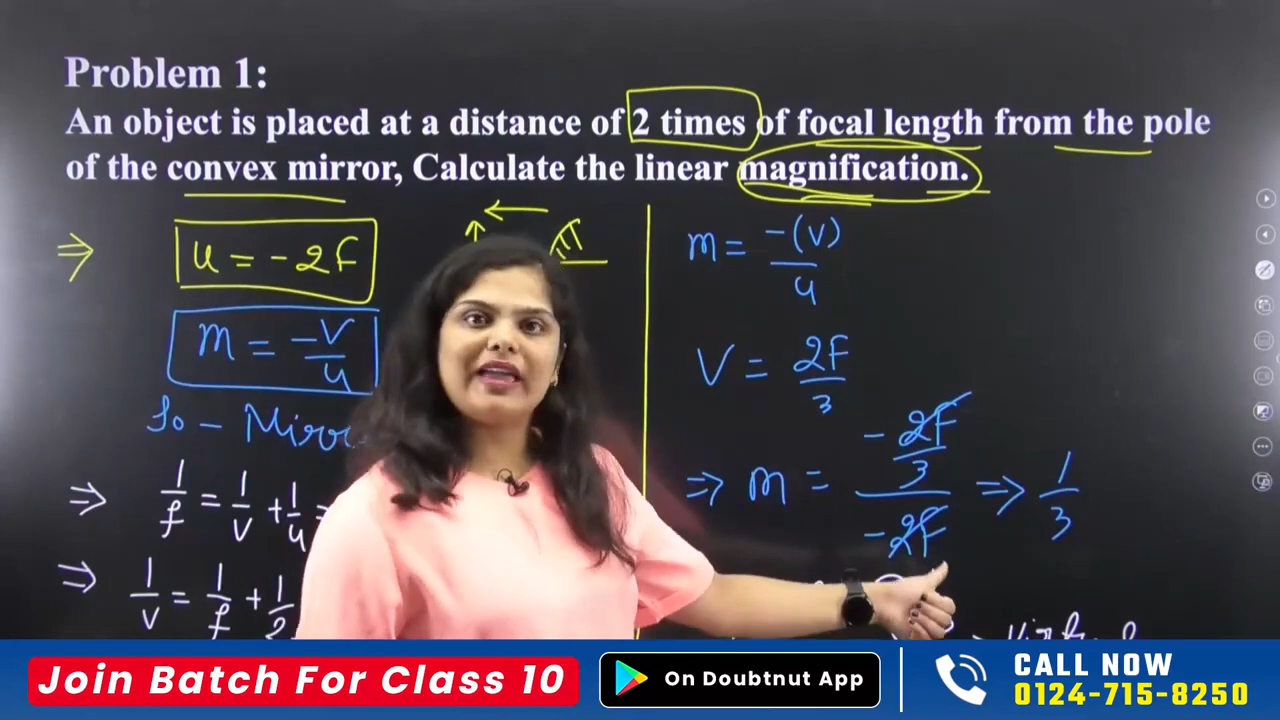 Problem 1:
An object is placed at a distance of 2 times of focal length from the pole
of the convex mirror, Calculate the linear magnification.
⇒ u = -2f
m = -v/u
So - Mirro
⇒ 1/f = 1/v + 1/u =
⇒ 1/v = 1/f + 1/2
m = -(v)/u
v = 2f/3
⇒ m = (-2f/3)/(-2f) ⇒ 1/3
Join Batch For Class 10
On Doubtnut App
CALL NOW
0124-715-8250